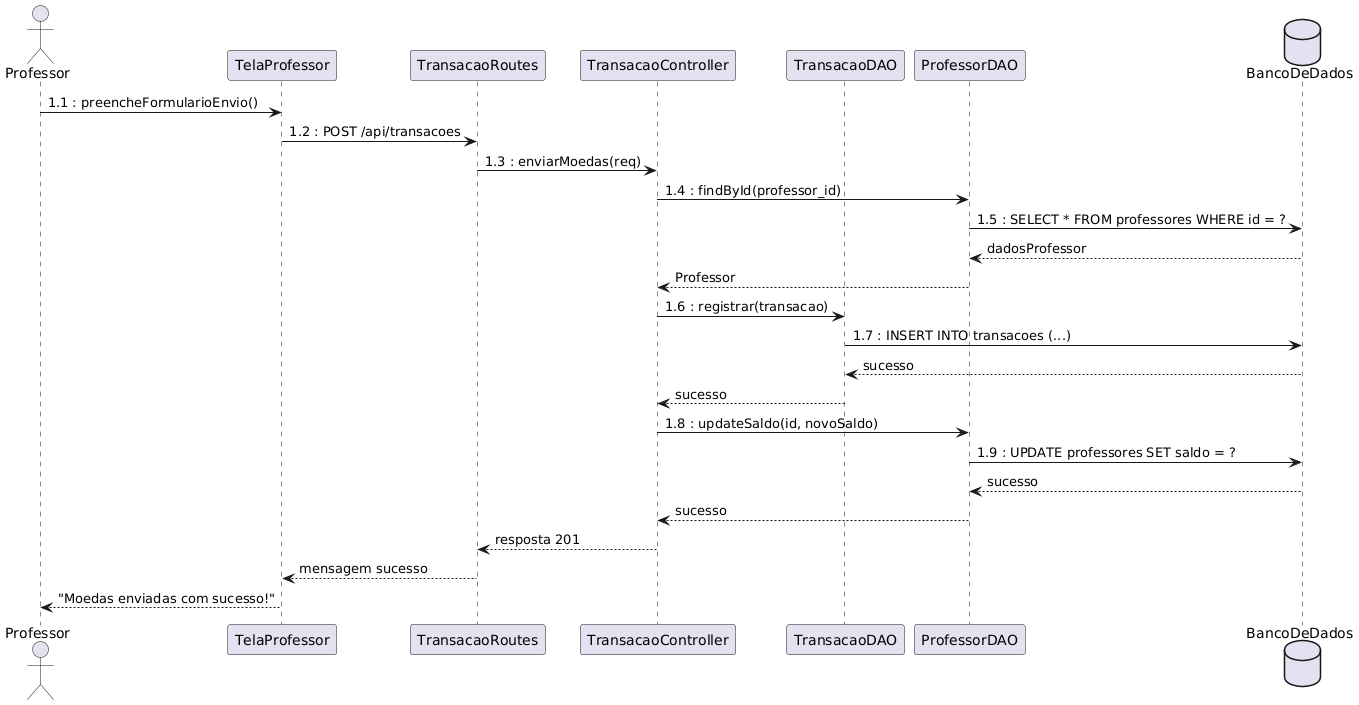 Professor
TelaProfessor
TransacaoRoutes
TransacaoController
TransacaoDAO
ProfessorDAO
BancoDeDados
1.1 : preencheFormularioEnvio()
1.2 : POST /api/transacoes
1.3 : enviarMoedas(req)
1.4 : findById(professor_id)
1.5 : SELECT * FROM professores WHERE id = ?
dadosProfessor
Professor
1.6 : registrar(transacao)
1.7 : INSERT INTO transacoes (...)
sucesso
sucesso
1.8 : updateSaldo(id, novoSaldo)
1.9 : UPDATE professores SET saldo = ?
sucesso
sucesso
resposta 201
mensagem sucesso
"Moedas enviadas com sucesso!"
Professor
TelaProfessor
TransacaoRoutes
TransacaoController
TransacaoDAO
ProfessorDAO
BancoDeDados